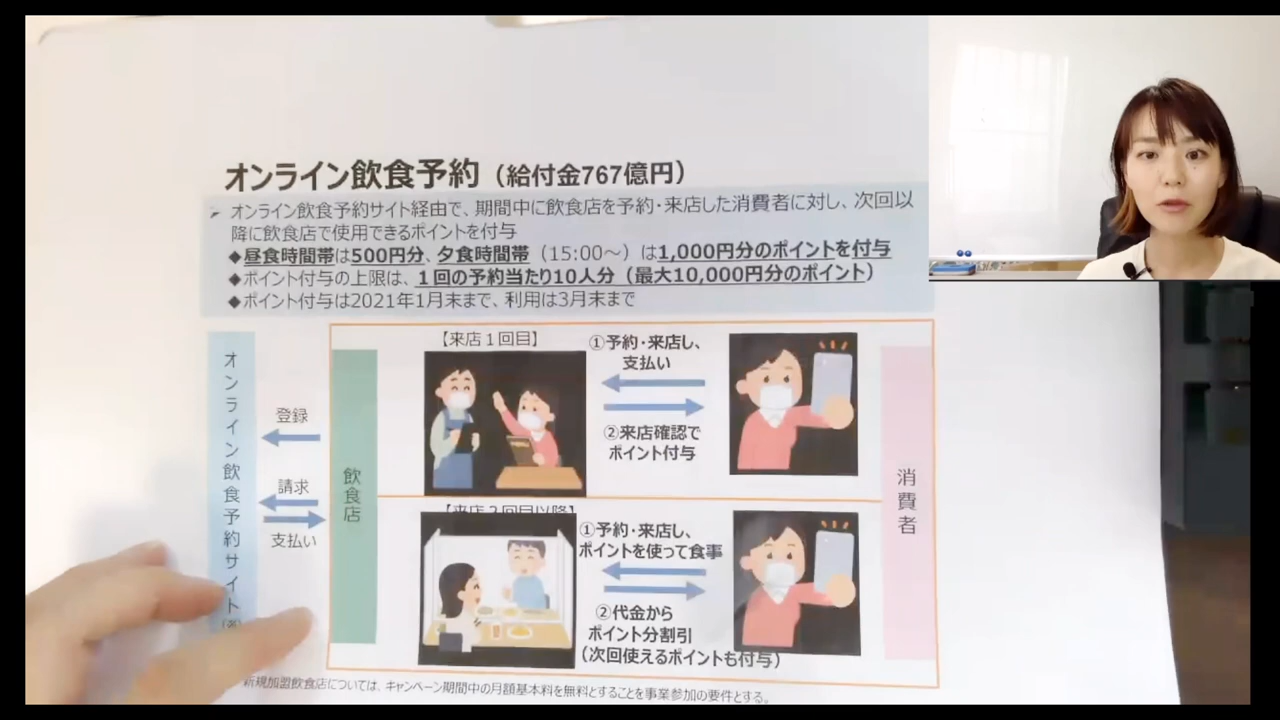 オンライン飲食予約（給付金767億円）
➢ オンライン飲食予約サイト経由で、期間中に飲食店を予約・来店した消費者に対し、次回以
降に飲食店で使用できるポイントを付与
◆昼食時間帯は500円分、夕食時間帯（15:00～）は1,000円分のポイントを付与
◆ポイント付与の上限は、１回の予約当たり10人分（最大10,000円分のポイント）
◆ポイント付与は2021年1月末まで、利用は3月末まで
オンライン飲食予約サイト
登録
請求
支払い
飲食店
【来店１回目】
①予約・来店し、
支払い
②来店確認で
ポイント付与
【来店２回目以降】
①予約・来店し、
ポイントを使って食事
②代金から
ポイント分割引
（次回使えるポイントも付与）
消費者
新規加盟飲食店については、キャンペーン期間中の月額基本料を無料とすることを事業参加の要件とする。